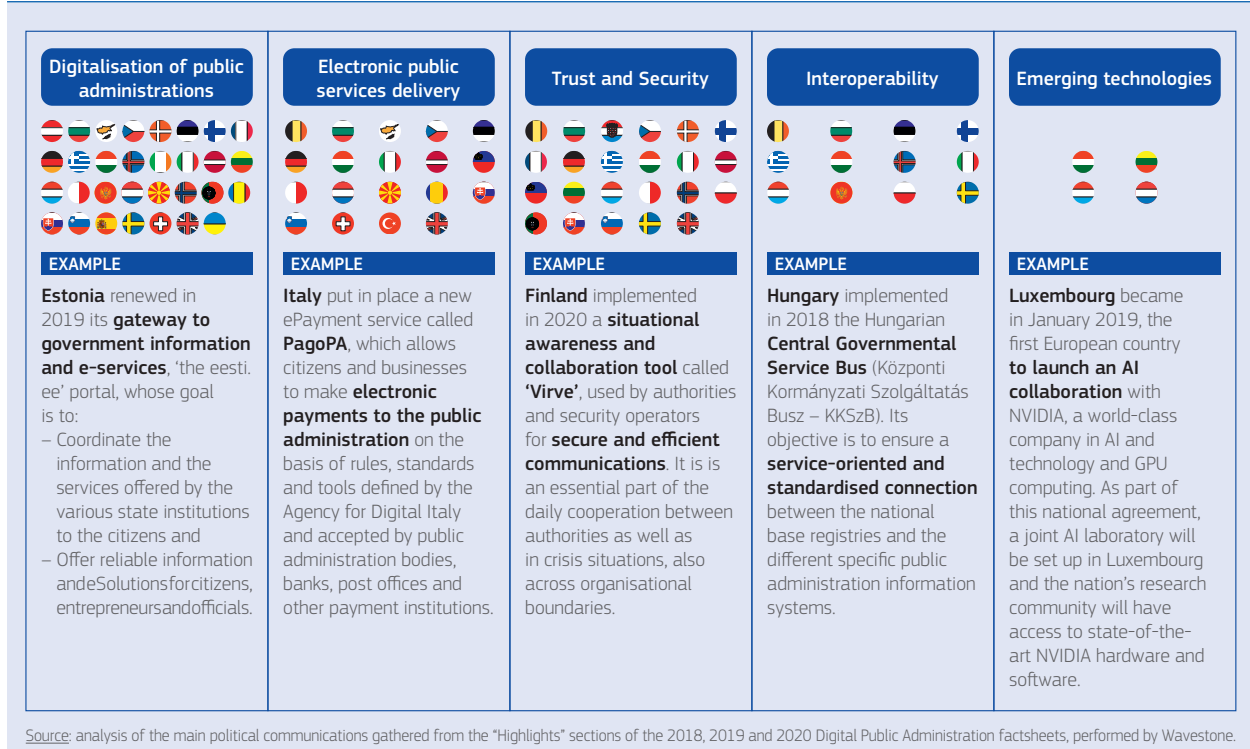 Digitalisation of public
administrations
EXAMPLE
Estonia renewed in
2019 its gateway to
government information
and e-services, ‘the eesti.
ee’ portal, whose goal
is to:
– Coordinate the
information and the
services offered by the
various state institutions
to the citizens and
– Offer reliable information
andeSolutionsforcitizens,
entrepreneursandofficials.
Electronic public
services delivery
EXAMPLE
Italy put in place a new
ePayment service called
PagoPA, which allows
citizens and businesses
to make electronic
payments to the public
administration on the
basis of rules, standards
and tools defined by the
Agency for Digital Italy
and accepted by public
administration bodies,
banks, post offices and
other payment institutions.
Trust and Security
EXAMPLE
Finland implemented
in 2020 a situational
awareness and
collaboration tool called
‘Virve’, used by authorities
and security operators
for secure and efficient
communications. It is is
an essential part of the
daily cooperation between
authorities as well as
in crisis situations, also
across organisational
boundaries.
Interoperability
EXAMPLE
Hungary implemented
in 2018 the Hungarian
Central Governmental
Service Bus (Központi
Kormányzati Szolgáltatás
Busz – KKSzB). Its
objective is to ensure a
service-oriented and
standardised connection
between the national
base registries and the
different specific public
administration information
systems.
Emerging technologies
EXAMPLE
Luxembourg became
in January 2019, the
first European country
to launch an AI
collaboration with
NVIDIA, a world-class
company in AI and
technology and GPU
computing. As part of
this national agreement,
a joint AI laboratory will
be set up in Luxembourg
and the nation’s research
community will have
access to state-of-the-
art NVIDIA hardware and
software.
Source: analysis of the main political communications gathered from the “Highlights” sections of the 2018, 2019 and 2020 Digital Public Administration factsheets, performed by Wavestone.